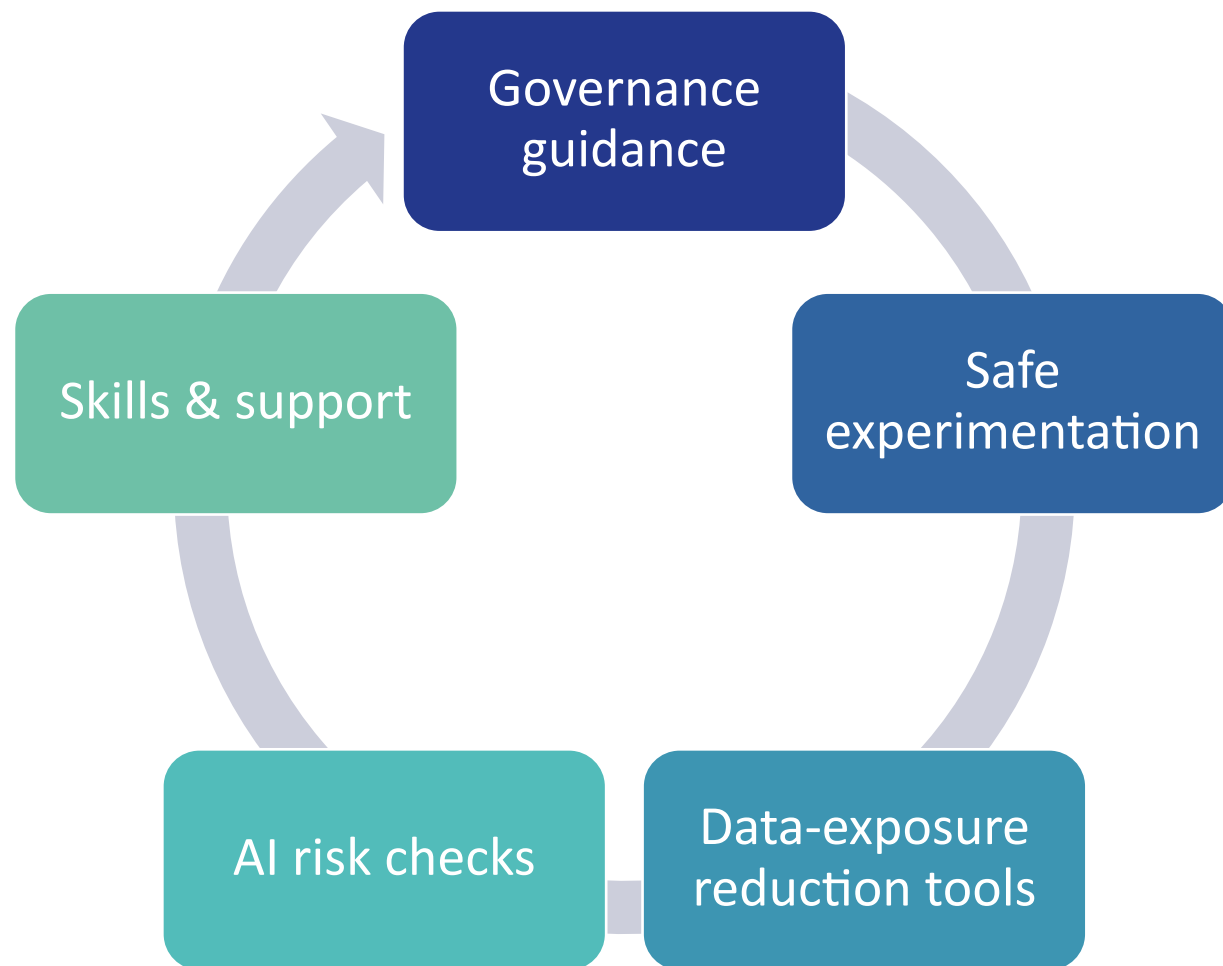 Governance
guidance
Safe
experimentation
Data-exposure
reduction tools
AI risk checks
Skills & support